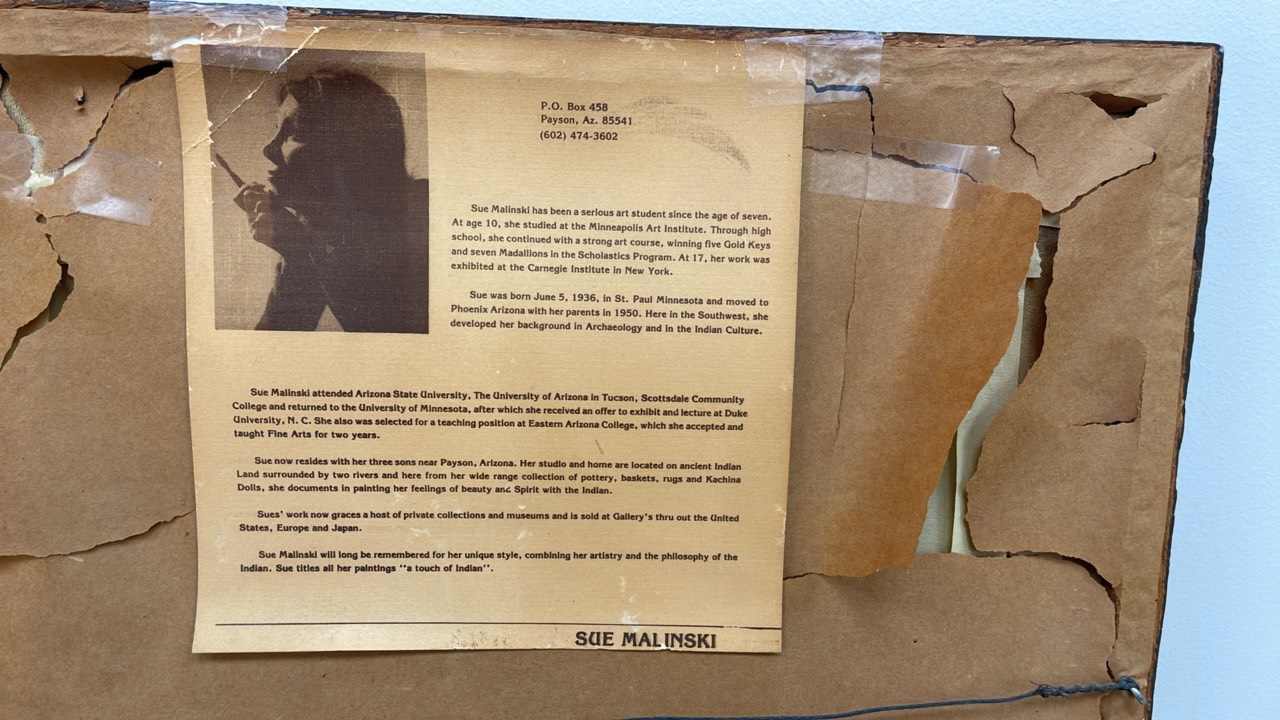 P.O. Box 458
Payson, Az. 85541
(602) 474-3602
Sue Malinski has been a serious art student since the age of seven.
At age 10, she studied at the Minneapolis Art Institute. Through high
school, she continued with a strong art course, winning five Gold Keys
and seven Madallions in the Scholastics Program. At 17, her work was
exhibited at the Carnegie Institute in New York.
Sue was born June 5, 1936, in St. Paul Minnesota and moved to
Phoenix Arizona with her parents in 1950. Here in the Southwest, she
developed her background in Archaeology and in the Indian Culture.
Sue Malinski attended Arizona State University, The University of Arizona in Tucson, Scottsdale Community
College and returned to the University of Minnesota, after which she received an offer to exhibit and lecture at Duke
University, N. C. She also was selected for a teaching position at Eastern Arizona College, which she accepted and
taught Fine Arts for two years.
Sue now resides with her three sons near Payson, Arizona. Her studio and home are located on ancient Indian
Land surrounded by two rivers and here from her wide range collection of pottery, baskets, rugs and Kachina
Dolls, she documents in painting her feelings of beauty and Spirit with the Indian.
Sues' work now graces a host of private collections and museums and is sold at Gallery's thru out the United
States, Europe and Japan.
Sue Malinski will long be remembered for her unique style, combining her artistry and the philosophy of the
Indian. Sue titles all her paintings "a touch of Indian".
SUE MALINSKI